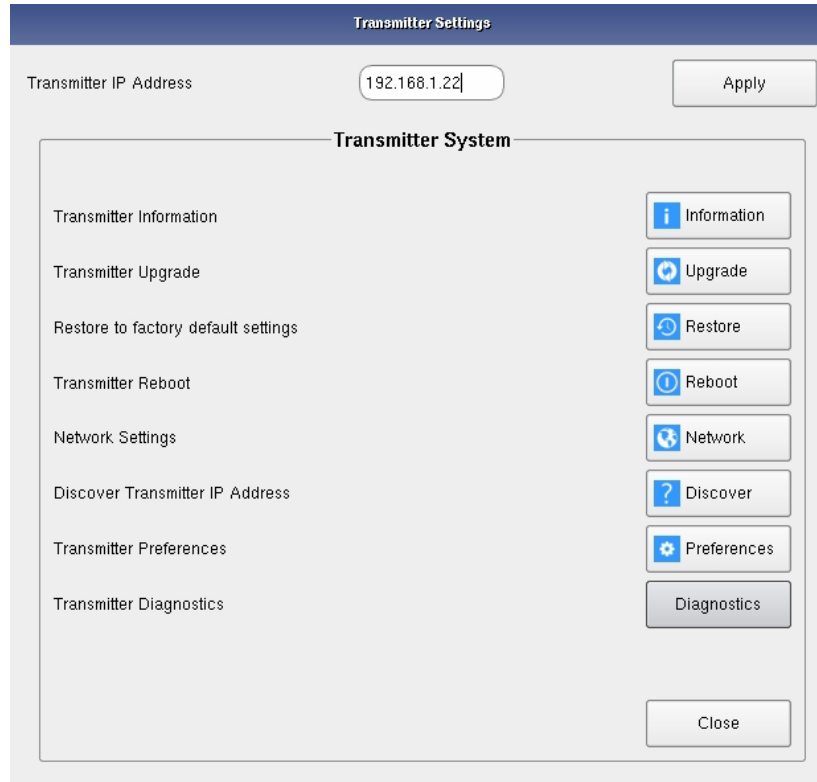 Transmitter Settings
Transmitter IP Address 192.168.1.22 Apply
Transmitter System
Transmitter Information Information
Transmitter Upgrade Upgrade
Restore to factory default settings Restore
Transmitter Reboot Reboot
Network Settings Network
Discover Transmitter IP Address Discover
Transmitter Preferences Preferences
Transmitter Diagnostics Diagnostics
Close